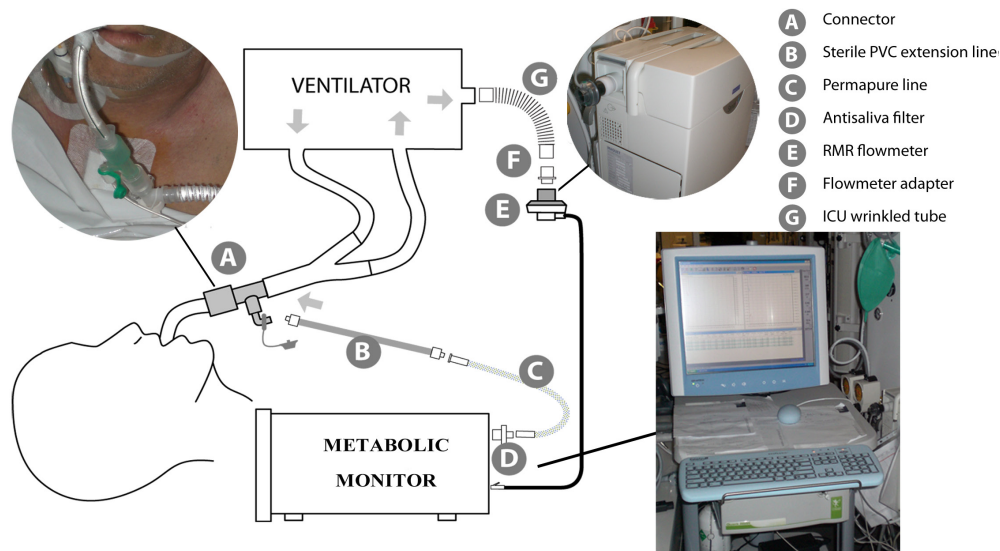 A Connector
B Sterile PVC extension line
C Permapure line
D Antisaliva filter
E RMR flowmeter
F Flowmeter adapter
G ICU wrinkled tube
VENTILATOR
G
F
E
A
B
C
D
METABOLIC
MONITOR